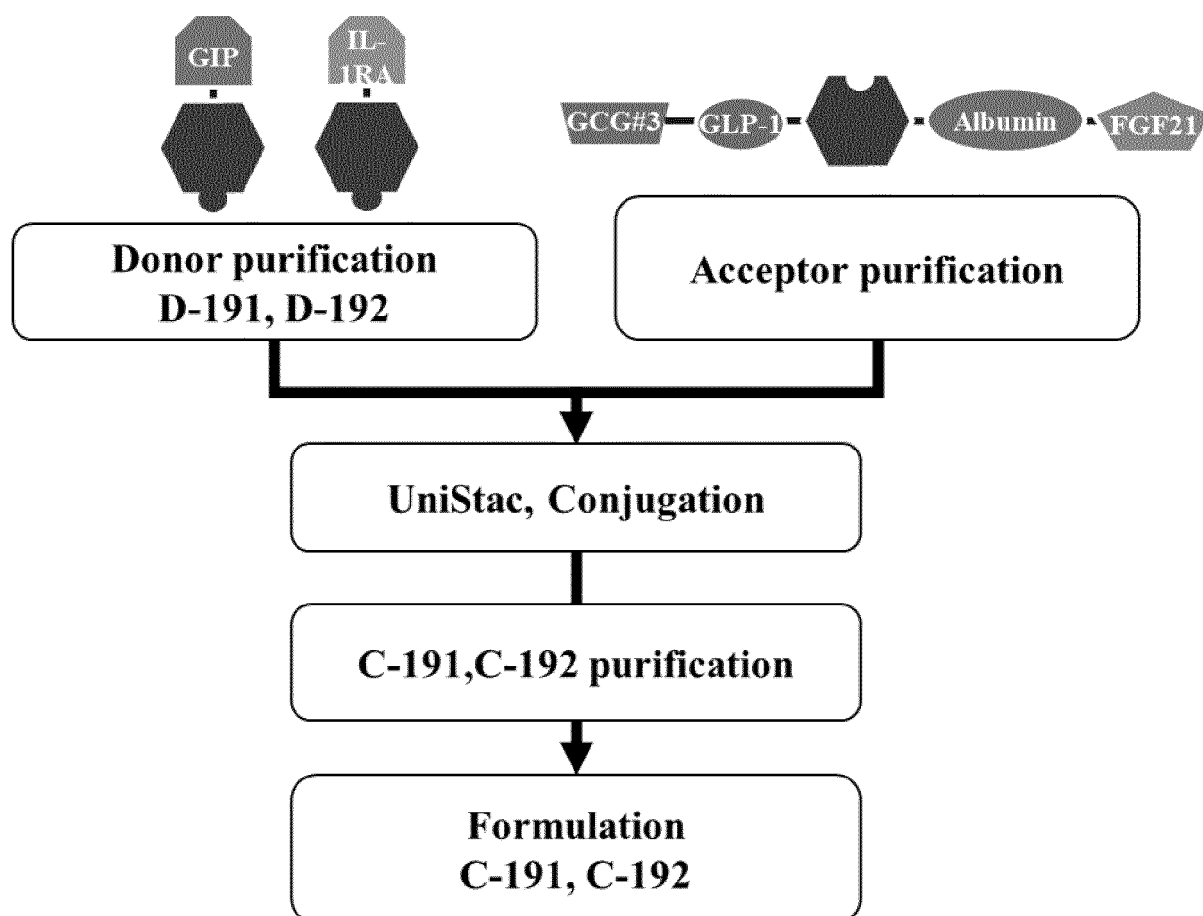 GIP
IL-
1RA
GCG#3
GLP-1
Albumin
FGF21
Donor purification
D-191, D-192
Acceptor purification
UniStac, Conjugation
C-191,C-192 purification
Formulation
C-191, C-192